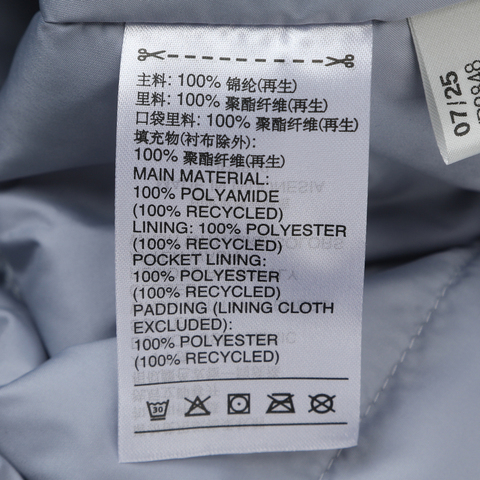 主料: 100% 锦纶(再生)
里料: 100% 聚酯纤维(再生)
口袋里料: 100% 聚酯纤维(再生)
填充物(衬布除外):
100% 聚酯纤维(再生)
MAIN MATERIAL:
100% POLYAMIDE
(100% RECYCLED)
LINING: 100% POLYESTER
(100% RECYCLED)
POCKET LINING:
100% POLYESTER
(100% RECYCLED)
PADDING (LINING CLOTH
EXCLUDED):
100% POLYESTER
(100% RECYCLED)
30
07/25